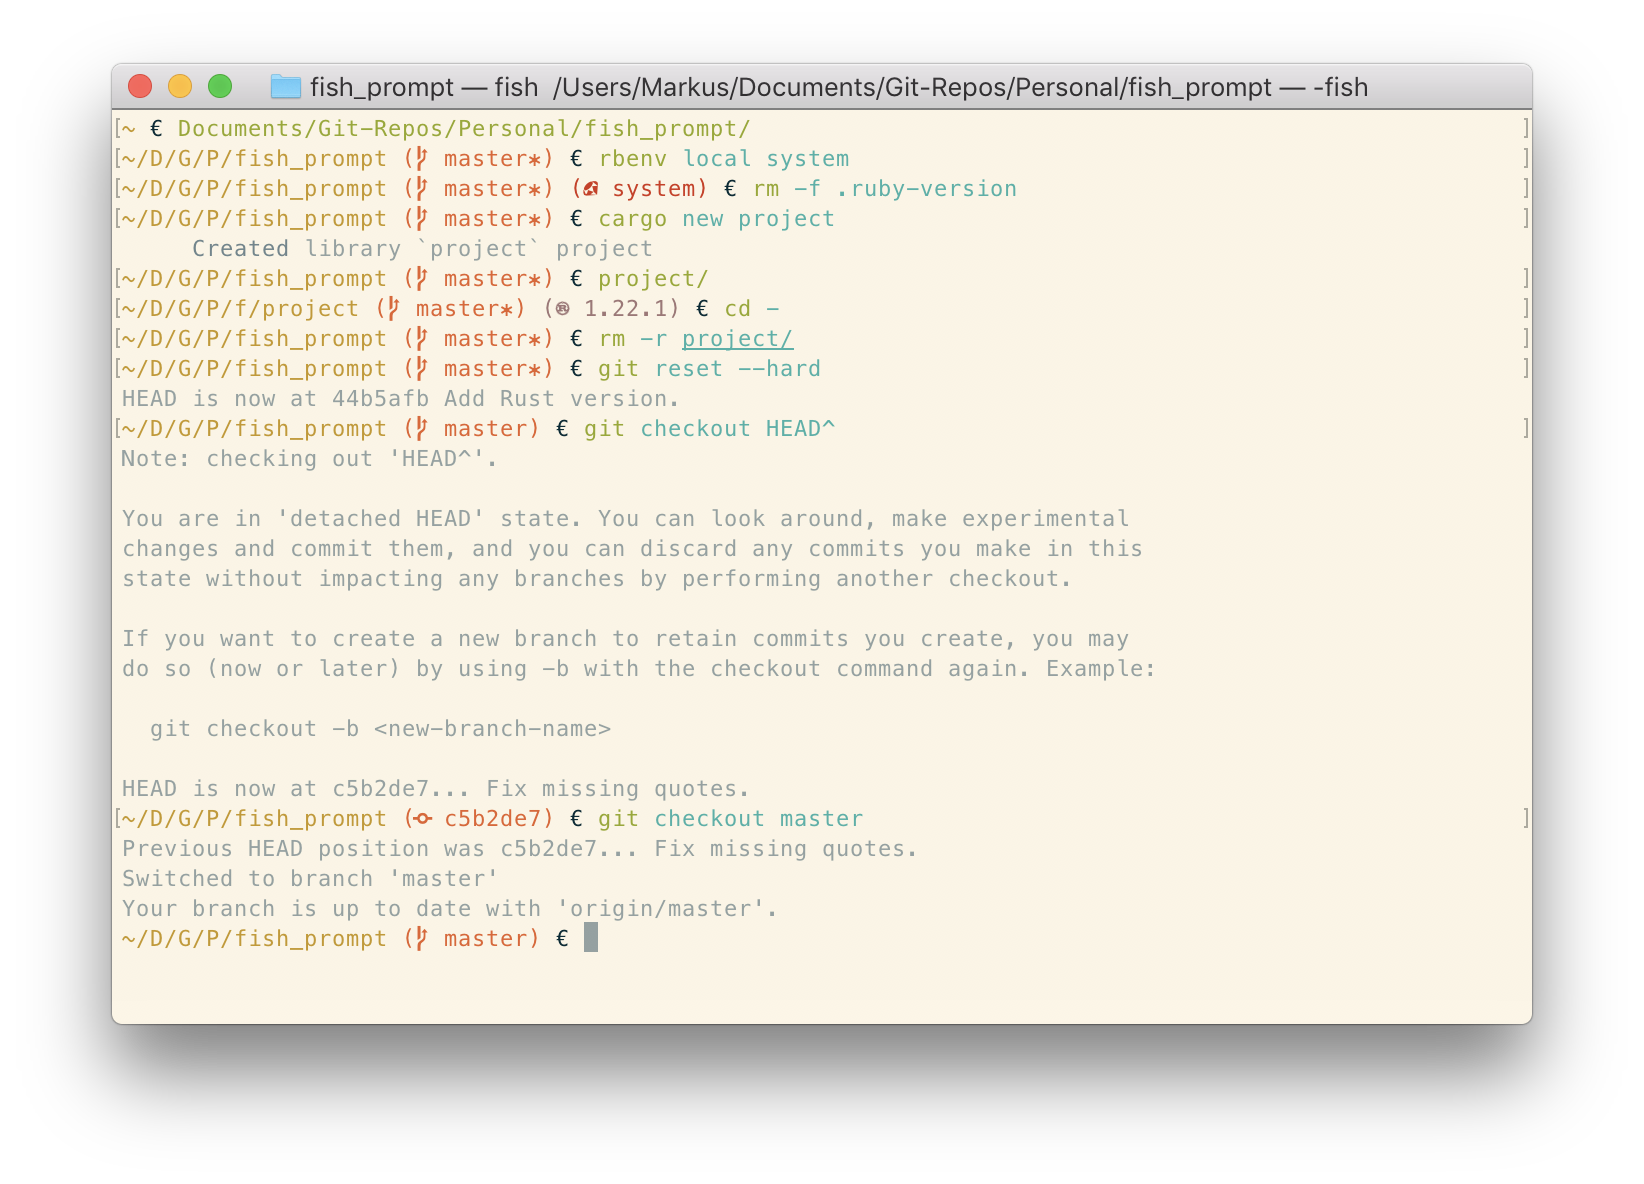 fish_prompt — fish  /Users/Markus/Documents/Git-Repos/Personal/fish_prompt — -fish
[~ € Documents/Git-Repos/Personal/fish_prompt/ ]
[~/D/G/P/fish_prompt ( master*) € rbenv local system ]
[~/D/G/P/fish_prompt ( master*) ( system) € rm -f .ruby-version ]
[~/D/G/P/fish_prompt ( master*) € cargo new project ]
     Created library `project` project
[~/D/G/P/fish_prompt ( master*) € project/ ]
[~/D/G/P/f/project ( master*) (® 1.22.1) € cd - ]
[~/D/G/P/fish_prompt ( master*) € rm -r project/ ]
[~/D/G/P/fish_prompt ( master*) € git reset --hard ]
HEAD is now at 44b5afb Add Rust version.
[~/D/G/P/fish_prompt ( master) € git checkout HEAD^ ]
Note: checking out 'HEAD^'.

You are in 'detached HEAD' state. You can look around, make experimental
changes and commit them, and you can discard any commits you make in this
state without impacting any branches by performing another checkout.

If you want to create a new branch to retain commits you create, you may
do so (now or later) by using -b with the checkout command again. Example:

  git checkout -b <new-branch-name>

HEAD is now at c5b2de7... Fix missing quotes.
[~/D/G/P/fish_prompt ( c5b2de7) € git checkout master ]
Previous HEAD position was c5b2de7... Fix missing quotes.
Switched to branch 'master'
Your branch is up to date with 'origin/master'.
~/D/G/P/fish_prompt ( master) €